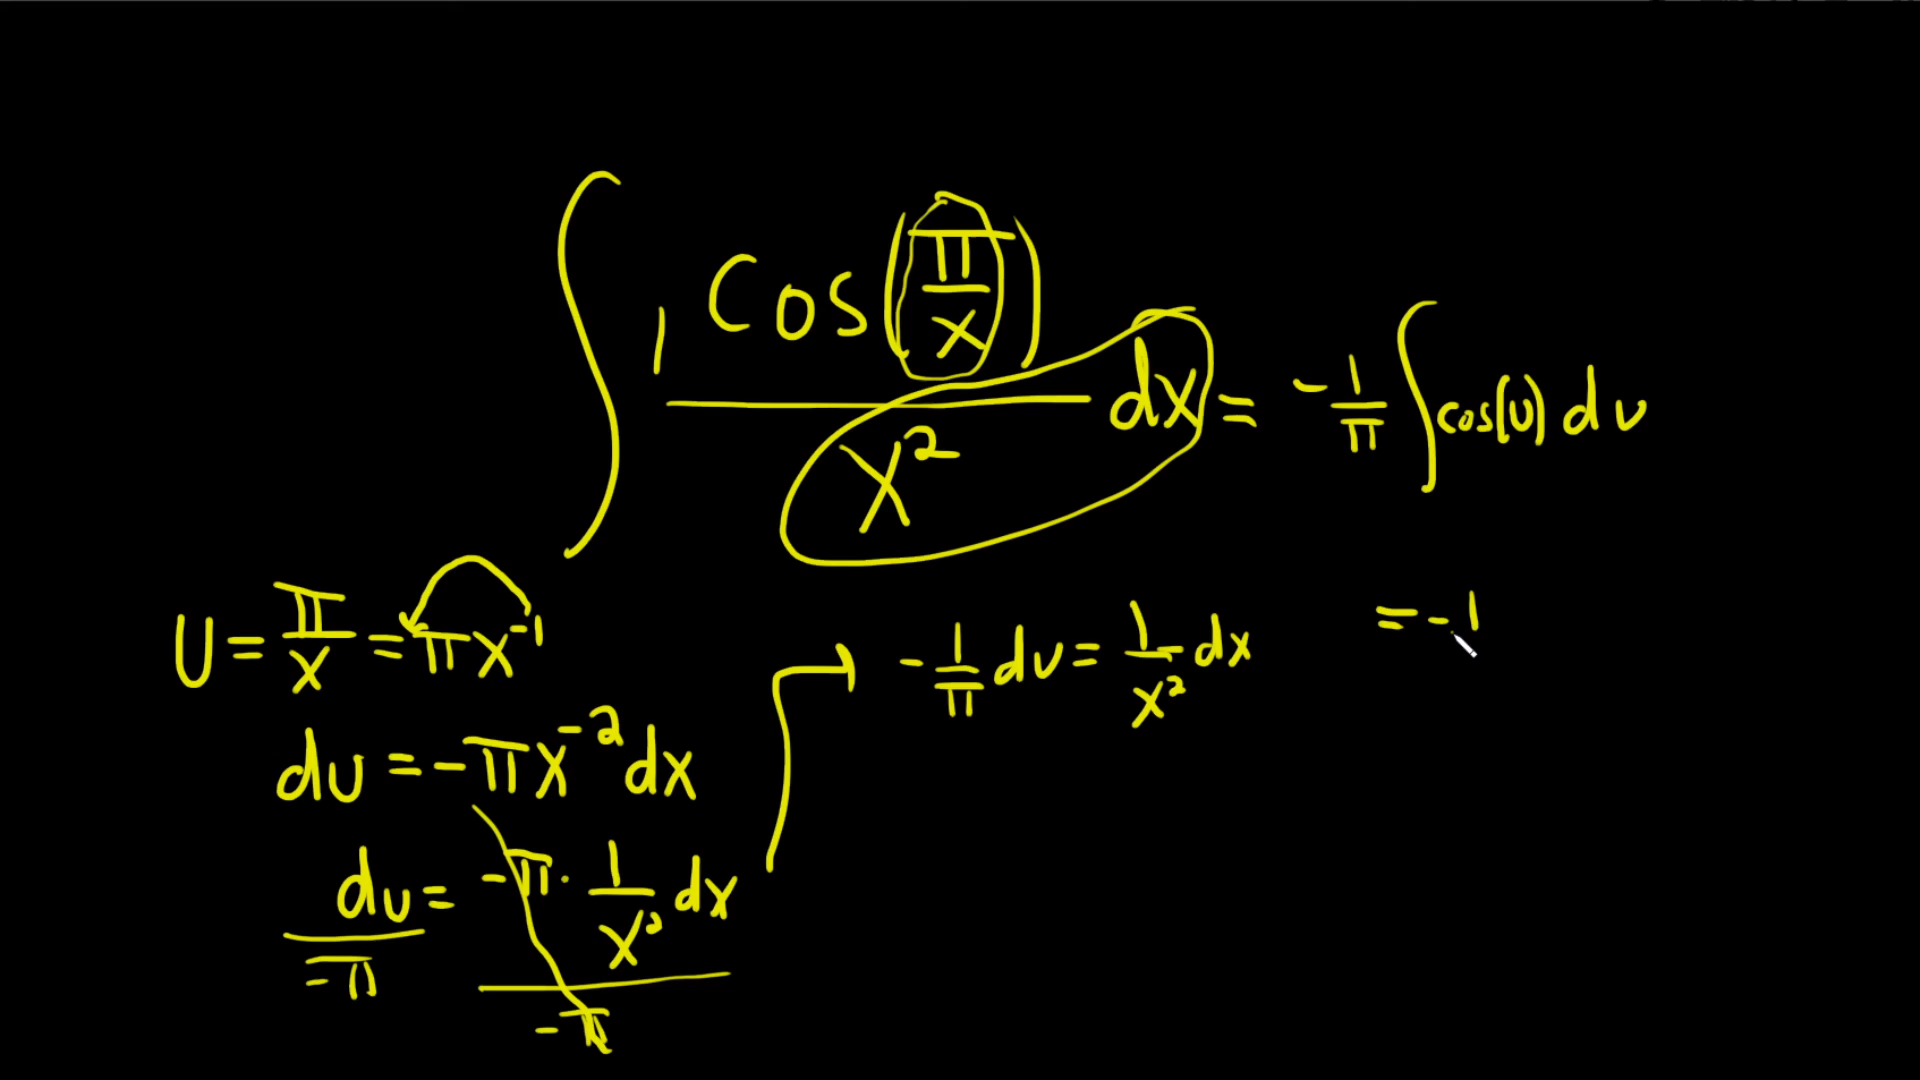 ∫ 1 cos(π/x) / x² dx = -1/π ∫ cos(u) du
u = π/x = πx⁻¹
du = -πx⁻² dx
du/-π = -π · 1/x² dx / -π
-1/π du = 1/x² dx
= -1